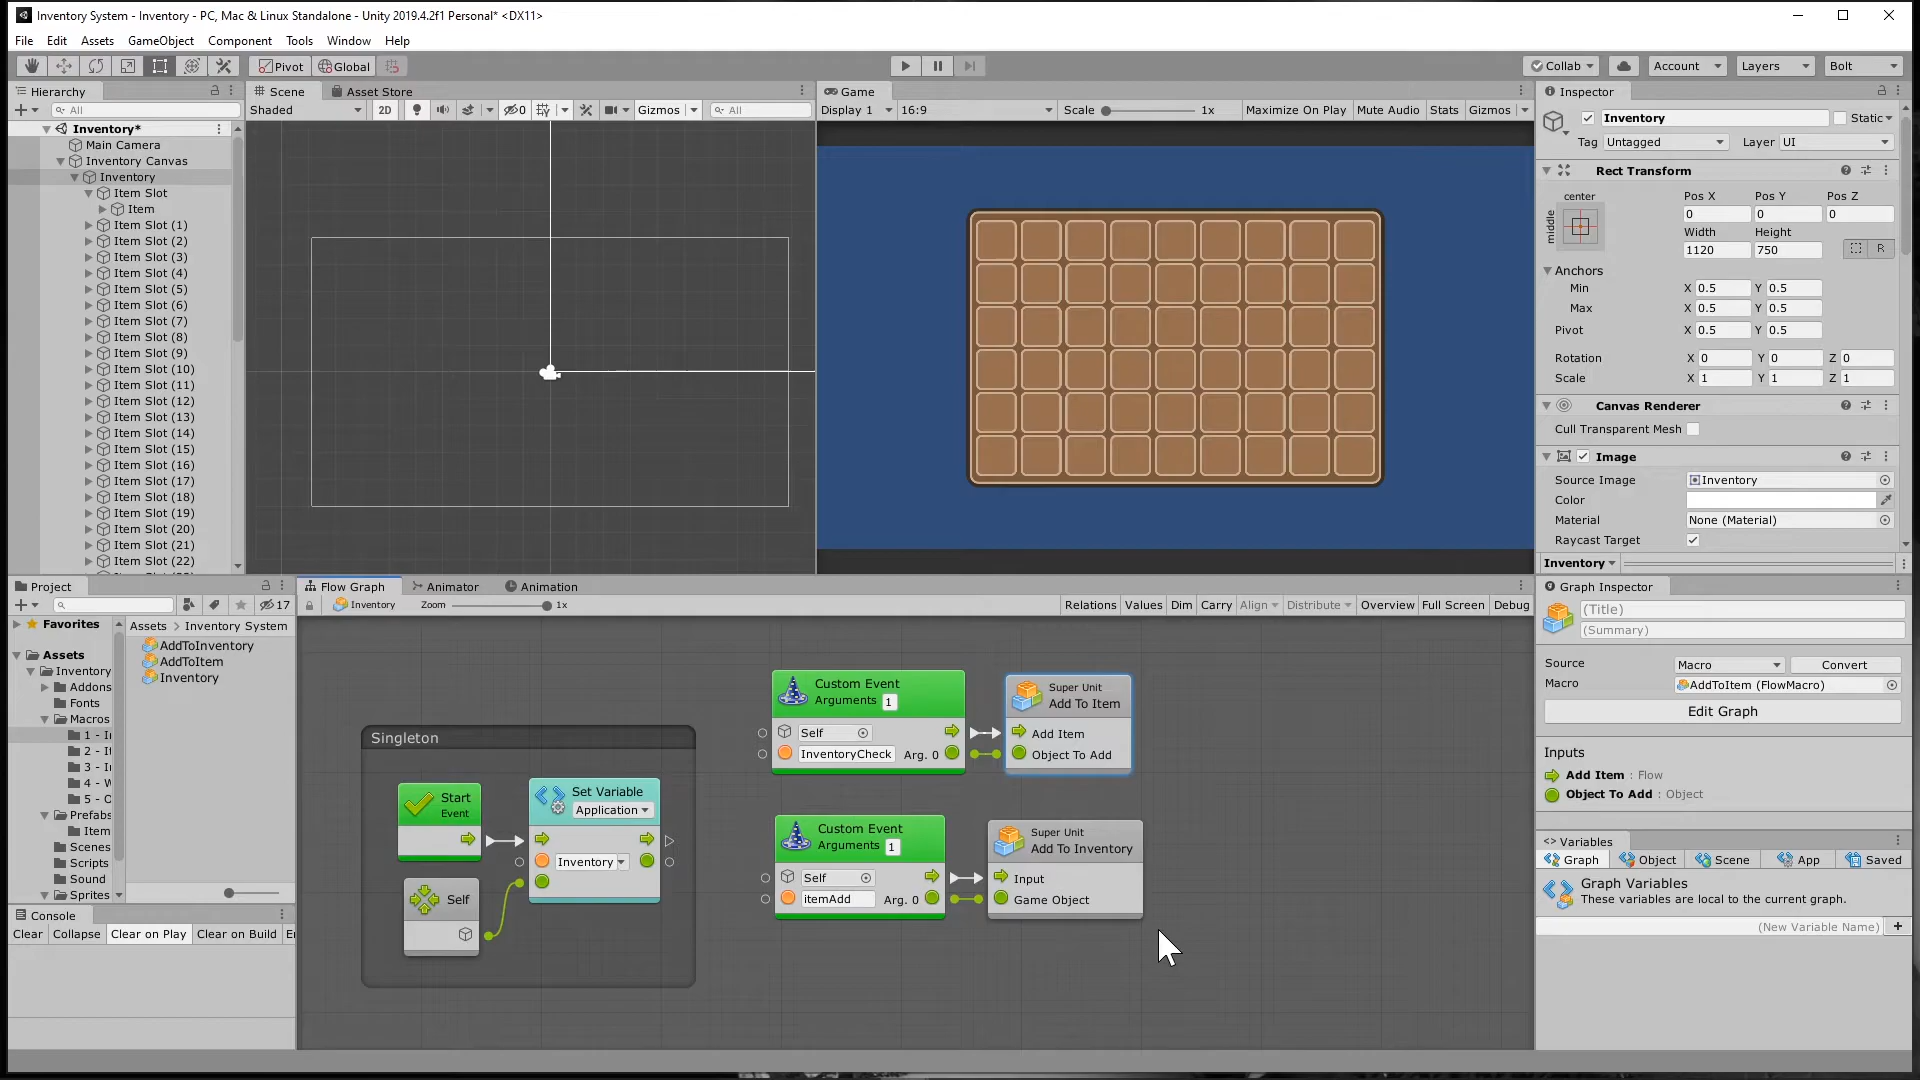 Inventory System - Inventory - PC, Mac & Linux Standalone - Unity 2019.4.2f1 Personal* <DX11>
File Edit Assets GameObject Component Tools Window Help
Pivot Global Collab Account Layers Bolt
Hierarchy
All
Inventory*
Main Camera
Inventory Canvas
Inventory
Item Slot
Item
Item Slot (1)
Item Slot (2)
Item Slot (3)
Item Slot (4)
Item Slot (5)
Item Slot (6)
Item Slot (7)
Item Slot (8)
Item Slot (9)
Item Slot (10)
Item Slot (11)
Item Slot (12)
Item Slot (13)
Item Slot (14)
Item Slot (15)
Item Slot (16)
Item Slot (17)
Item Slot (18)
Item Slot (19)
Item Slot (20)
Item Slot (21)
Item Slot (22)
Scene Asset Store
Shaded 2D 0 Gizmos All
Game
Display 1 16:9 Scale 1x Maximize On Play Mute Audio Stats Gizmos
Inspector
Inventory Static
Tag Untagged Layer UI
Rect Transform
center
middle
Pos X Pos Y Pos Z
0 0 0
Width Height
1120 750 R
Anchors
Min X 0.5 Y 0.5
Max X 0.5 Y 0.5
Pivot X 0.5 Y 0.5
Rotation X 0 Y 0 Z 0
Scale X 1 Y 1 Z 1
Canvas Renderer
Cull Transparent Mesh
Image
Source Image Inventory
Color
Material None (Material)
Raycast Target
Inventory
Project
17
Favorites
Assets
Inventory
Addons
Fonts
Macros
1 - I
2 - I
3 - I
4 - W
5 - O
Prefabs
Item
Scenes
Scripts
Sound
Sprites
Assets > Inventory System
AddToInventory
AddToItem
Inventory
Console
Clear Collapse Clear on Play Clear on Build
Flow Graph Animator Animation
Inventory Zoom 1x Relations Values Dim Carry Align Distribute Overview Full Screen Debug
Singleton
Start
Event
Set Variable
Application
Inventory
Self
Custom Event
Arguments 1
Self
InventoryCheck Arg. 0
Super Unit
Add To Item
Add Item
Object To Add
Custom Event
Arguments 1
Self
itemAdd Arg. 0
Super Unit
Add To Inventory
Input
Game Object
Graph Inspector
(Title)
(Summary)
Source Macro Convert
Macro AddToItem (FlowMacro)
Edit Graph
Inputs
Add Item : Flow
Object To Add : Object
<> Variables
Graph Object Scene App Saved
Graph Variables
These variables are local to the current graph.
(New Variable Name) +